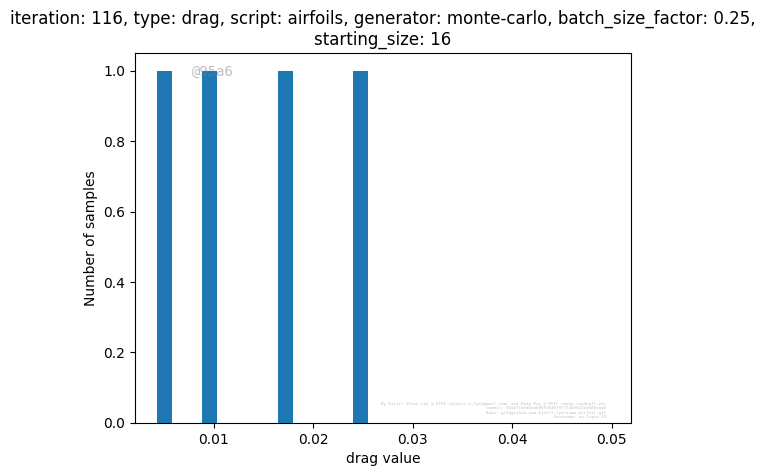 iteration: 116, type: drag, script: airfoils, generator: monte-carlo, batch_size_factor: 0.25,
starting_size: 16
@95a6
1.0
0.8
0.6
0.4
0.2
0.0
Number of samples
0.01 0.02 0.03 0.04 0.05
drag value